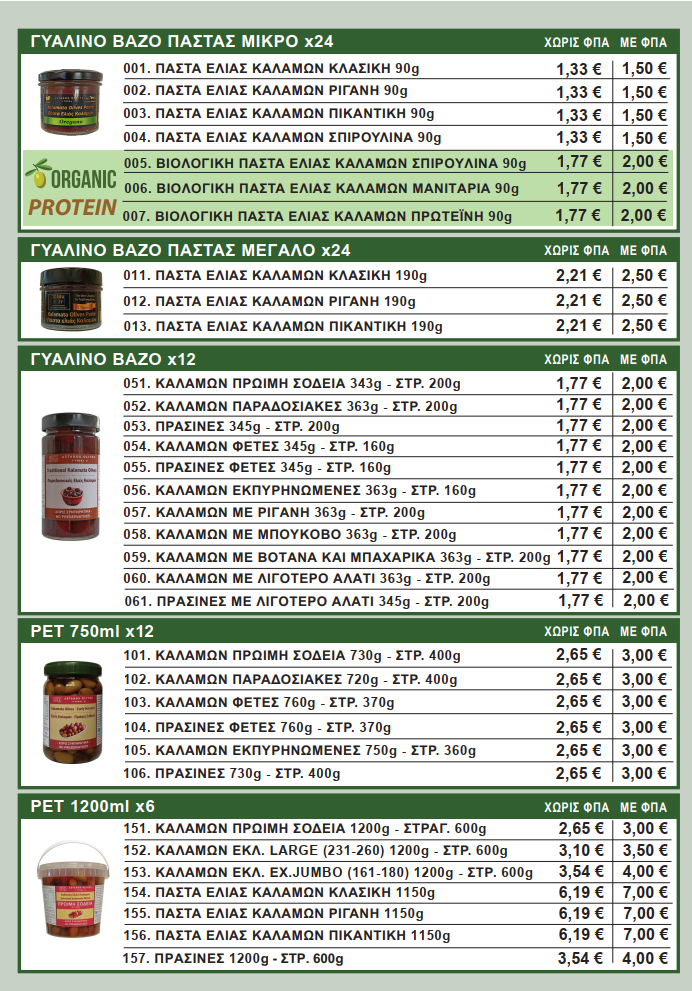 ΓΥΑΛΙΝΟ ΒΑΖΟ ΠΑΣΤΑΣ ΜΙΚΡΟ x24 ΧΩΡΙΣ ΦΠΑ ΜΕ ΦΠΑ
001. ΠΑΣΤΑ ΕΛΙΑΣ ΚΑΛΑΜΩΝ ΚΛΑΣΙΚΗ 90g 1,33 € 1,50 €
002. ΠΑΣΤΑ ΕΛΙΑΣ ΚΑΛΑΜΩΝ ΡΙΓΑΝΗ 90g 1,33 € 1,50 €
003. ΠΑΣΤΑ ΕΛΙΑΣ ΚΑΛΑΜΩΝ ΠΙΚΑΝΤΙΚΗ 90g 1,33 € 1,50 €
004. ΠΑΣΤΑ ΕΛΙΑΣ ΚΑΛΑΜΩΝ ΣΠΙΡΟΥΛΙΝΑ 90g 1,33 € 1,50 €
ORGANIC
PROTEIN
005. ΒΙΟΛΟΓΙΚΗ ΠΑΣΤΑ ΕΛΙΑΣ ΚΑΛΑΜΩΝ ΣΠΙΡΟΥΛΙΝΑ 90g 1,77 € 2,00 €
006. ΒΙΟΛΟΓΙΚΗ ΠΑΣΤΑ ΕΛΙΑΣ ΚΑΛΑΜΩΝ ΜΑΝΙΤΑΡΙΑ 90g 1,77 € 2,00 €
007. ΒΙΟΛΟΓΙΚΗ ΠΑΣΤΑ ΕΛΙΑΣ ΚΑΛΑΜΩΝ ΠΡΩΤΕΪΝΗ 90g 1,77 € 2,00 €
ΓΥΑΛΙΝΟ ΒΑΖΟ ΠΑΣΤΑΣ ΜΕΓΑΛΟ x24 ΧΩΡΙΣ ΦΠΑ ΜΕ ΦΠΑ
011. ΠΑΣΤΑ ΕΛΙΑΣ ΚΑΛΑΜΩΝ ΚΛΑΣΙΚΗ 190g 2,21 € 2,50 €
012. ΠΑΣΤΑ ΕΛΙΑΣ ΚΑΛΑΜΩΝ ΡΙΓΑΝΗ 190g 2,21 € 2,50 €
013. ΠΑΣΤΑ ΕΛΙΑΣ ΚΑΛΑΜΩΝ ΠΙΚΑΝΤΙΚΗ 190g 2,21 € 2,50 €
ΓΥΑΛΙΝΟ ΒΑΖΟ x12 ΧΩΡΙΣ ΦΠΑ ΜΕ ΦΠΑ
051. ΚΑΛΑΜΩΝ ΠΡΩΙΜΗ ΣΟΔΕΙΑ 343g - ΣΤΡ. 200g 1,77 € 2,00 €
052. ΚΑΛΑΜΩΝ ΠΑΡΑΔΟΣΙΑΚΕΣ 363g - ΣΤΡ. 200g 1,77 € 2,00 €
053. ΠΡΑΣΙΝΕΣ 345g - ΣΤΡ. 200g 1,77 € 2,00 €
054. ΚΑΛΑΜΩΝ ΦΕΤΕΣ 345g - ΣΤΡ. 160g 1,77 € 2,00 €
055. ΠΡΑΣΙΝΕΣ ΦΕΤΕΣ 345g - ΣΤΡ. 160g 1,77 € 2,00 €
056. ΚΑΛΑΜΩΝ ΕΚΠΥΡΗΝΩΜΕΝΕΣ 363g - ΣΤΡ. 160g 1,77 € 2,00 €
057. ΚΑΛΑΜΩΝ ΜΕ ΡΙΓΑΝΗ 363g - ΣΤΡ. 200g 1,77 € 2,00 €
058. ΚΑΛΑΜΩΝ ΜΕ ΜΠΟΥΚΟΒΟ 363g - ΣΤΡ. 200g 1,77 € 2,00 €
059. ΚΑΛΑΜΩΝ ΜΕ ΒΟΤΑΝΑ ΚΑΙ ΜΠΑΧΑΡΙΚΑ 363g - ΣΤΡ. 200g 1,77 € 2,00 €
060. ΚΑΛΑΜΩΝ ΜΕ ΛΙΓΟΤΕΡΟ ΑΛΑΤΙ 363g - ΣΤΡ. 200g 1,77 € 2,00 €
061. ΠΡΑΣΙΝΕΣ ΜΕ ΛΙΓΟΤΕΡΟ ΑΛΑΤΙ 345g - ΣΤΡ. 200g 1,77 € 2,00 €
PET 750ml x12 ΧΩΡΙΣ ΦΠΑ ΜΕ ΦΠΑ
101. ΚΑΛΑΜΩΝ ΠΡΩΙΜΗ ΣΟΔΕΙΑ 730g - ΣΤΡ. 400g 2,65 € 3,00 €
102. ΚΑΛΑΜΩΝ ΠΑΡΑΔΟΣΙΑΚΕΣ 720g - ΣΤΡ. 400g 2,65 € 3,00 €
103. ΚΑΛΑΜΩΝ ΦΕΤΕΣ 760g - ΣΤΡ. 370g 2,65 € 3,00 €
104. ΠΡΑΣΙΝΕΣ ΦΕΤΕΣ 760g - ΣΤΡ. 370g 2,65 € 3,00 €
105. ΚΑΛΑΜΩΝ ΕΚΠΥΡΗΝΩΜΕΝΕΣ 750g - ΣΤΡ. 360g 2,65 € 3,00 €
106. ΠΡΑΣΙΝΕΣ 730g - ΣΤΡ. 400g 2,65 € 3,00 €
PET 1200ml x6 ΧΩΡΙΣ ΦΠΑ ΜΕ ΦΠΑ
151. ΚΑΛΑΜΩΝ ΠΡΩΙΜΗ ΣΟΔΕΙΑ 1200g - ΣΤΡΑΓ. 600g 2,65 € 3,00 €
152. ΚΑΛΑΜΩΝ ΕΚΛ. LARGE (231-260) 1200g - ΣΤΡ. 600g 3,10 € 3,50 €
153. ΚΑΛΑΜΩΝ ΕΚΛ. EX.JUMBO (161-180) 1200g - ΣΤΡ. 600g 3,54 € 4,00 €
154. ΠΑΣΤΑ ΕΛΙΑΣ ΚΑΛΑΜΩΝ ΚΛΑΣΙΚΗ 1150g 6,19 € 7,00 €
155. ΠΑΣΤΑ ΕΛΙΑΣ ΚΑΛΑΜΩΝ ΡΙΓΑΝΗ 1150g 6,19 € 7,00 €
156. ΠΑΣΤΑ ΕΛΙΑΣ ΚΑΛΑΜΩΝ ΠΙΚΑΝΤΙΚΗ 1150g 6,19 € 7,00 €
157. ΠΡΑΣΙΝΕΣ 1200g - ΣΤΡ. 600g 3,54 € 4,00 €